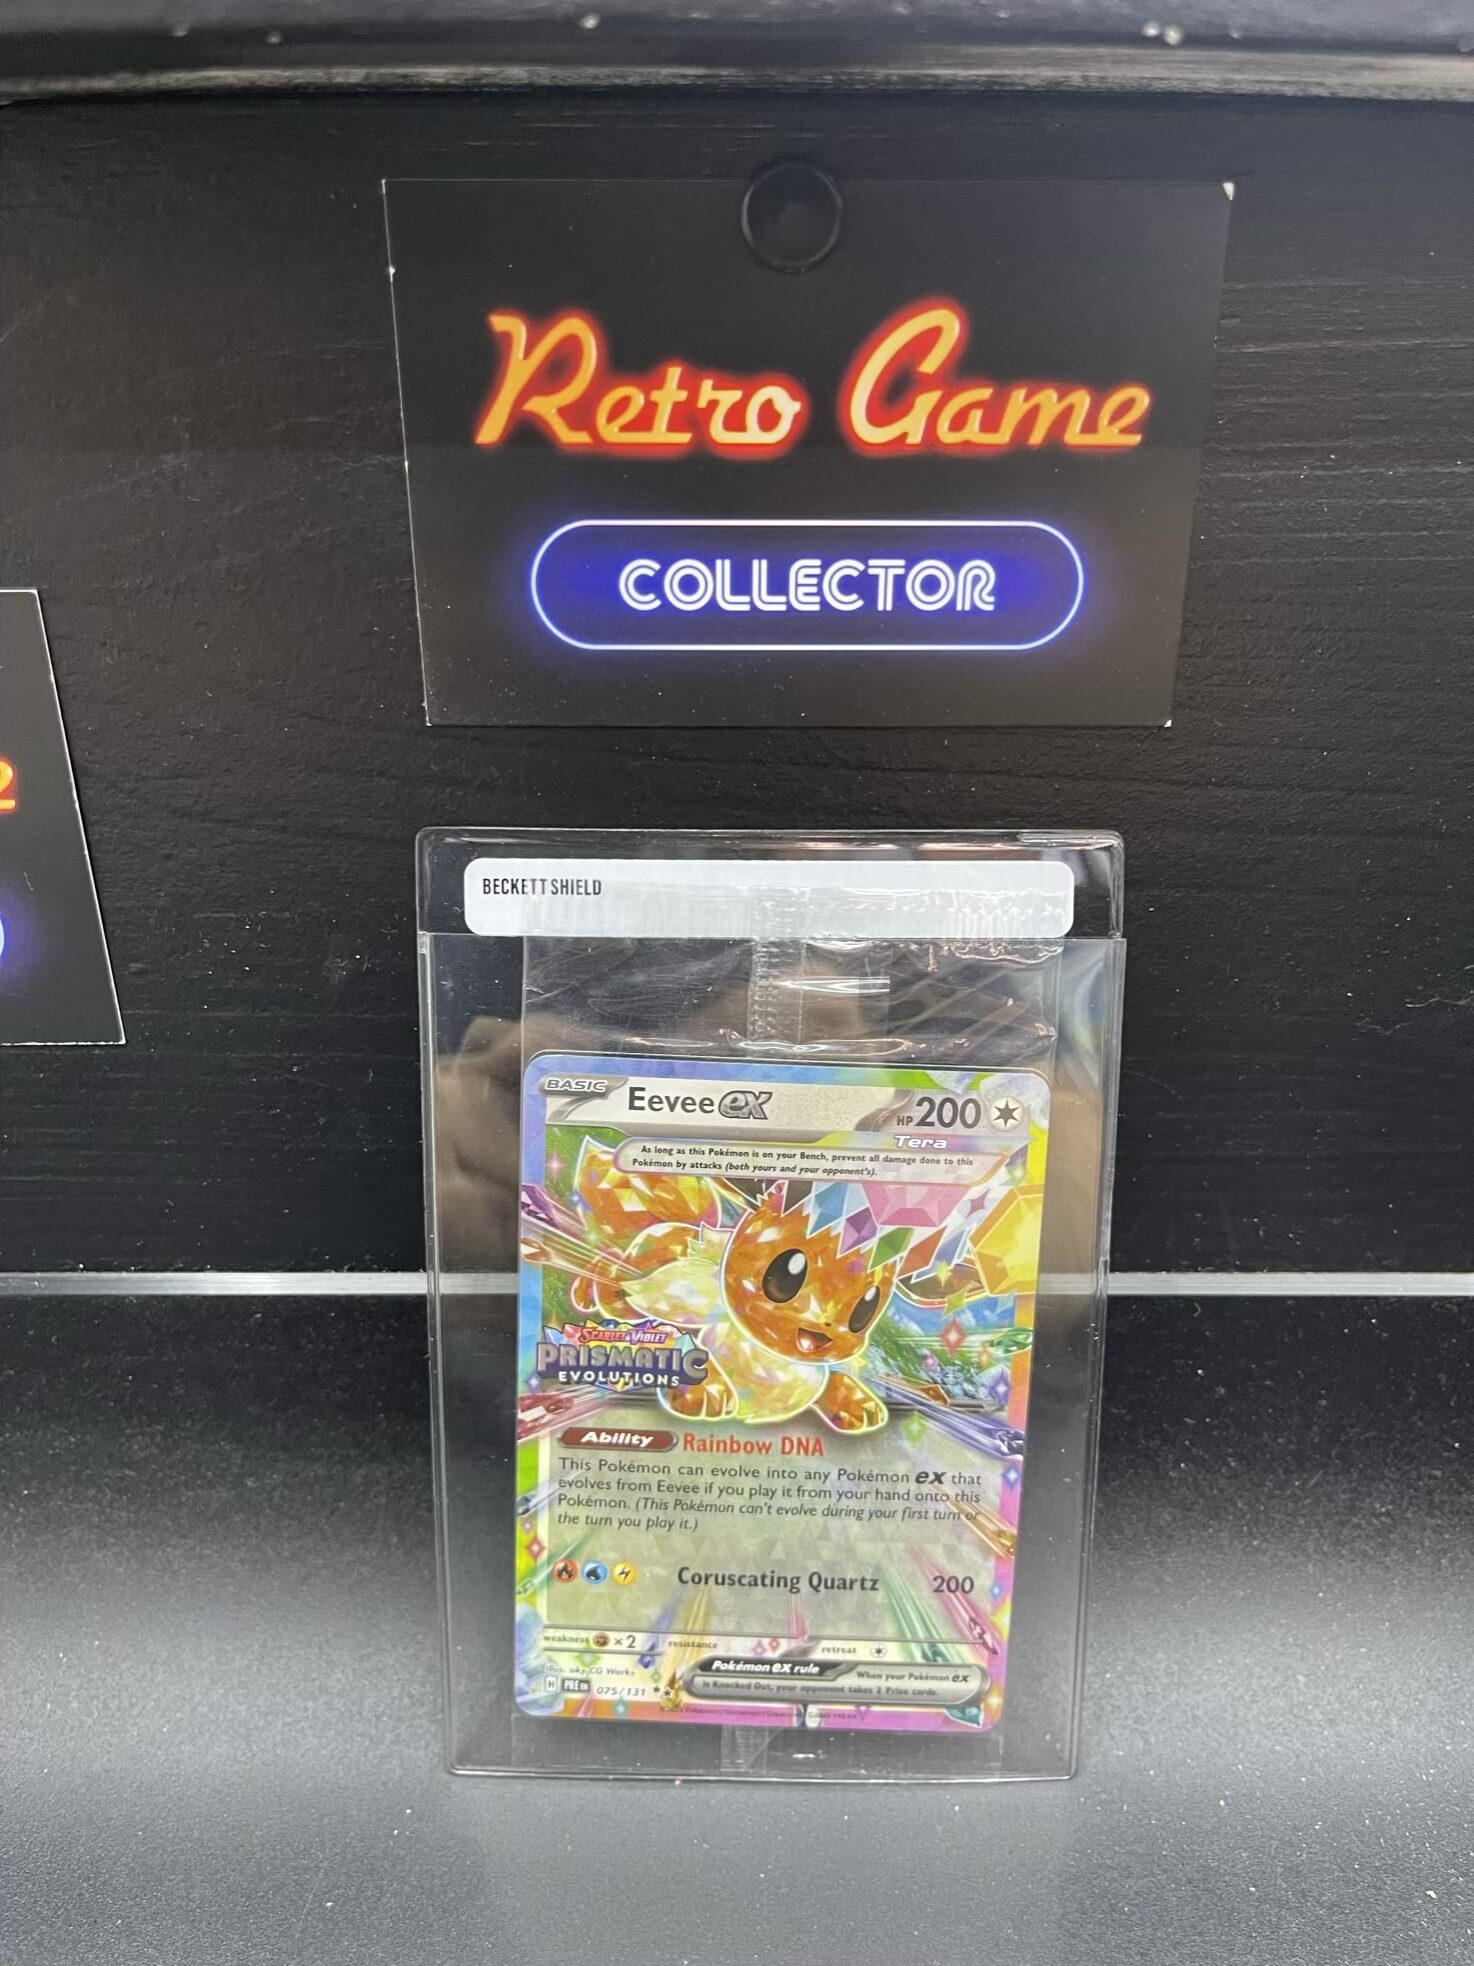 Retro Game
COLLECTOR
BECKETT SHIELD
BASIC
Eevee ex
HP 200
Tera
As long as this Pokémon is on your Bench, prevent all damage done to this
Pokémon by attacks (both yours and your opponent's).
SCARLET & VIOLET
PRISMATIC
EVOLUTIONS
Ability Rainbow DNA
This Pokémon can evolve into any Pokémon ex that
evolves from Eevee if you play it from your hand onto this
Pokémon. (This Pokémon can't evolve during your first turn or
the turn you play it.)
Coruscating Quartz 200
weakness ×2 resistance retreat
Illus. aky CG Works
Pokémon ex rule
When your Pokémon ex
is Knocked Out, your opponent takes 2 Prize cards.
H PRE EN 075/131